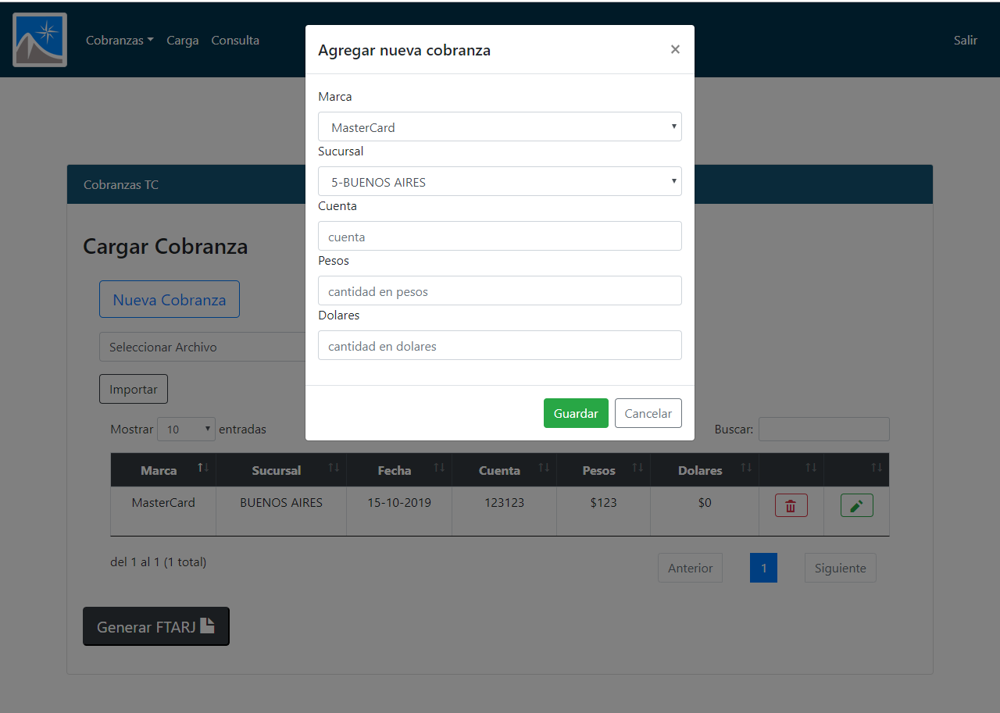 Cobranzas Carga Consulta Salir
Agregar nueva cobranza ×
Marca
MasterCard
Sucursal
5-BUENOS AIRES
Cuenta
cuenta
Pesos
cantidad en pesos
Dolares
cantidad en dolares
Guardar Cancelar
Cobranzas TC
Cargar Cobranza
Nueva Cobranza
Seleccionar Archivo
Importar
Mostrar 10 entradas Buscar:
Marca Sucursal Fecha Cuenta Pesos Dolares
MasterCard BUENOS AIRES 15-10-2019 123123 $123 $0
del 1 al 1 (1 total) Anterior 1 Siguiente
Generar FTARJ